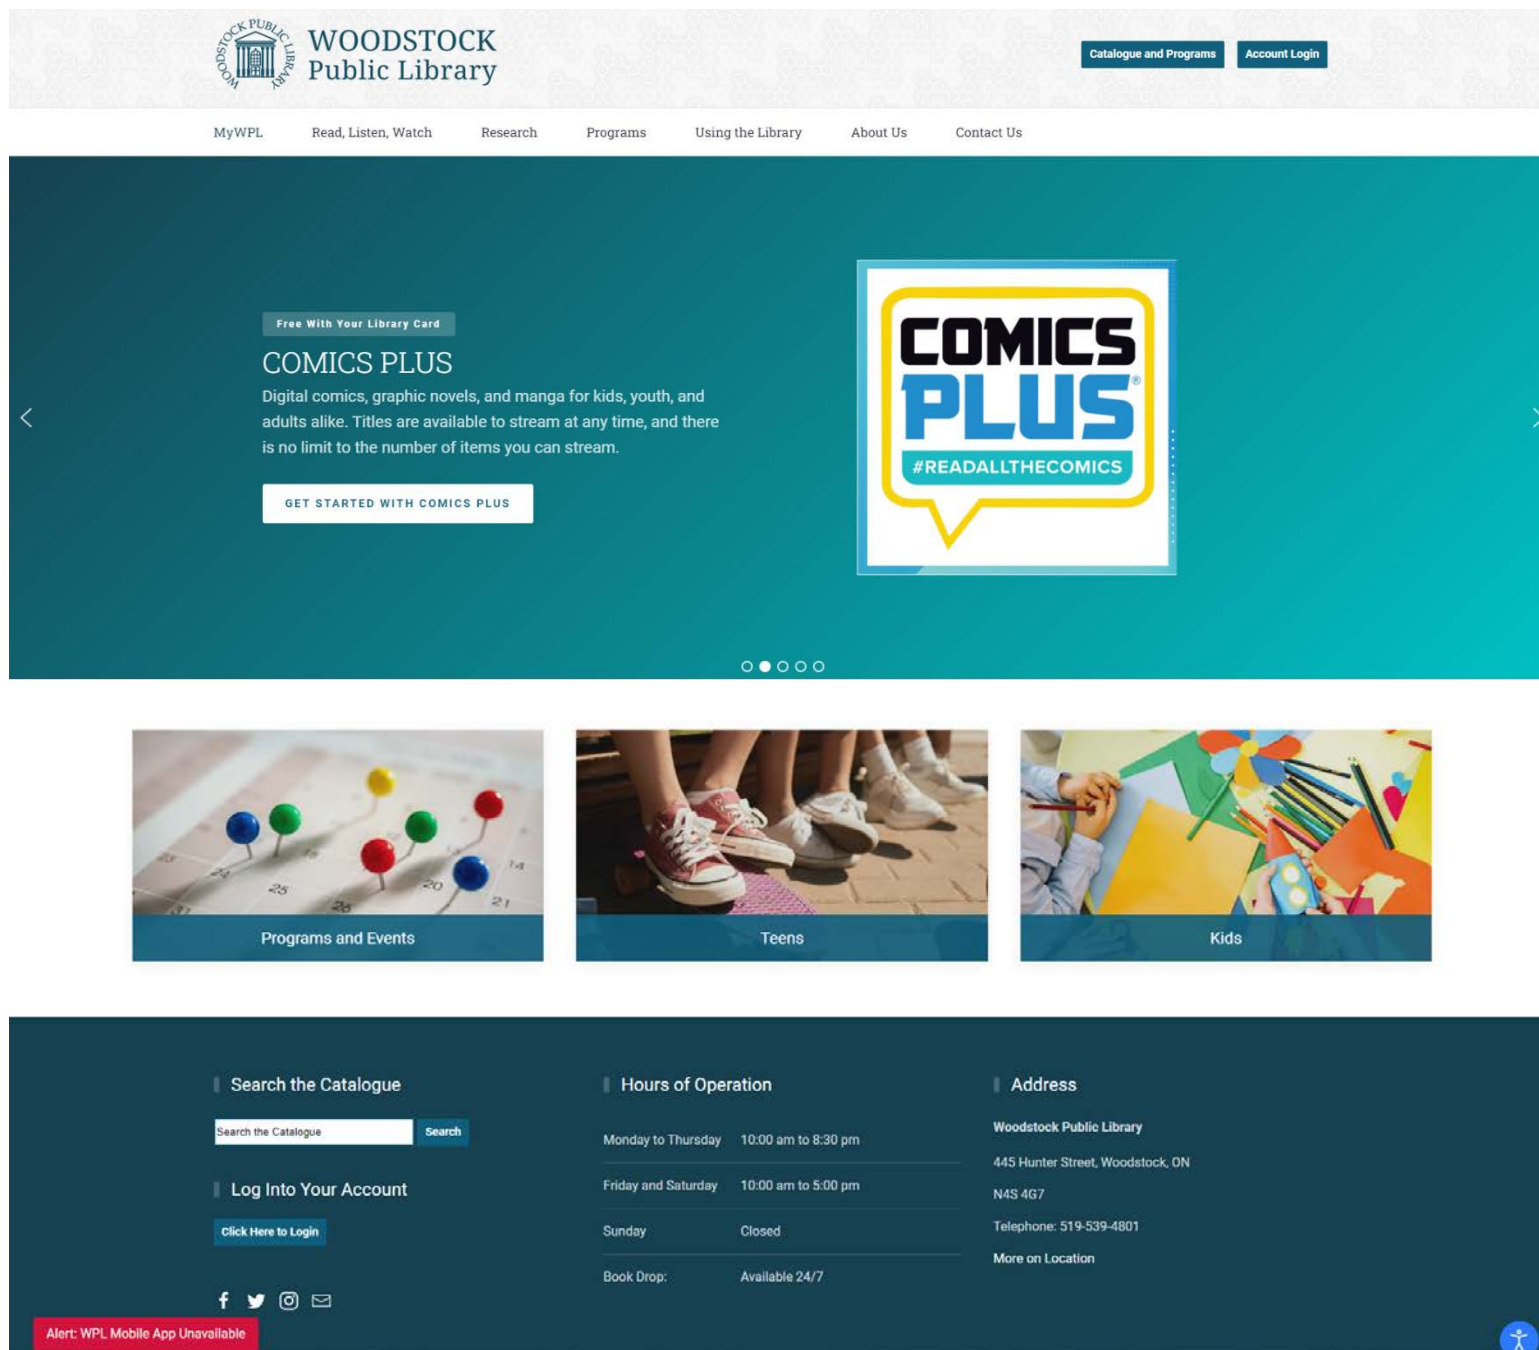 WOODSTOCK PUBLIC LIBRARY
WOODSTOCK
Public Library
Catalogue and Programs
Account Login
MyWPL
Read, Listen, Watch
Research
Programs
Using the Library
About Us
Contact Us
Free With Your Library Card
COMICS PLUS
Digital comics, graphic novels, and manga for kids, youth, and
adults alike. Titles are available to stream at any time, and there
is no limit to the number of items you can stream.
GET STARTED WITH COMICS PLUS
COMICS
PLUS®
#READALLTHECOMICS
24
25
26
20
21
14
Programs and Events
Teens
Kids
Search the Catalogue
Search the Catalogue
Search
Log Into Your Account
Click Here to Login
Hours of Operation
Monday to Thursday 10:00 am to 8:30 pm
Friday and Saturday 10:00 am to 5:00 pm
Sunday Closed
Book Drop: Available 24/7
Address
Woodstock Public Library
445 Hunter Street, Woodstock, ON
N4S 4G7
Telephone: 519-539-4801
More on Location
Alert: WPL Mobile App Unavailable